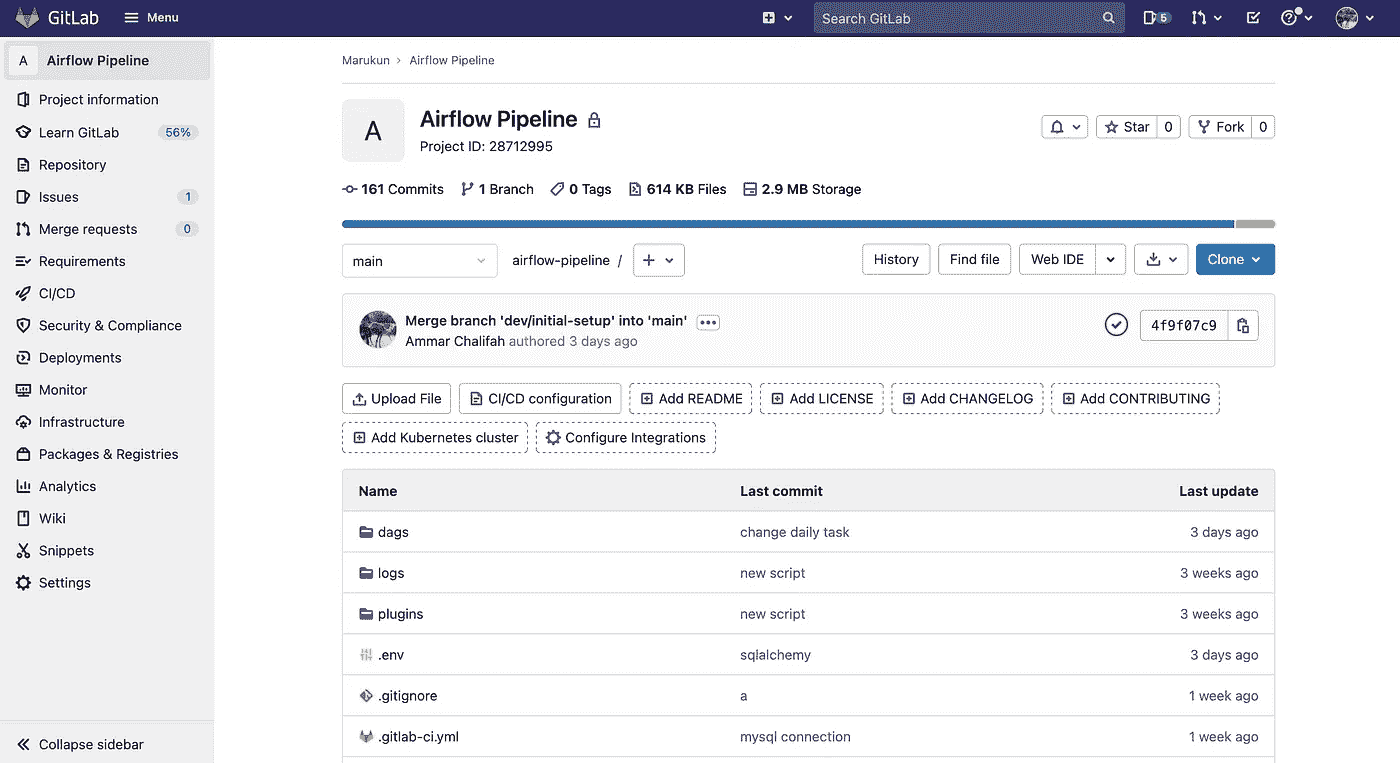 GitLab Menu Search GitLab 5
A Airflow Pipeline
Project information
Learn GitLab 56%
Repository
Issues 1
Merge requests 0
Requirements
CI/CD
Security & Compliance
Deployments
Monitor
Infrastructure
Packages & Registries
Analytics
Wiki
Snippets
Settings
Collapse sidebar
Marukun › Airflow Pipeline
A
Airflow Pipeline
Project ID: 28712995
Star 0 Fork 0
161 Commits 1 Branch 0 Tags 614 KB Files 2.9 MB Storage
main airflow-pipeline / + History Find file Web IDE Clone
Merge branch 'dev/initial-setup' into 'main' •••
Ammar Chalifah authored 3 days ago
4f9f07c9
Upload File CI/CD configuration Add README Add LICENSE Add CHANGELOG Add CONTRIBUTING
Add Kubernetes cluster Configure Integrations
Name Last commit Last update
dags change daily task 3 days ago
logs new script 3 weeks ago
plugins new script 3 weeks ago
.env sqlalchemy 3 days ago
.gitignore a 1 week ago
.gitlab-ci.yml mysql connection 1 week ago